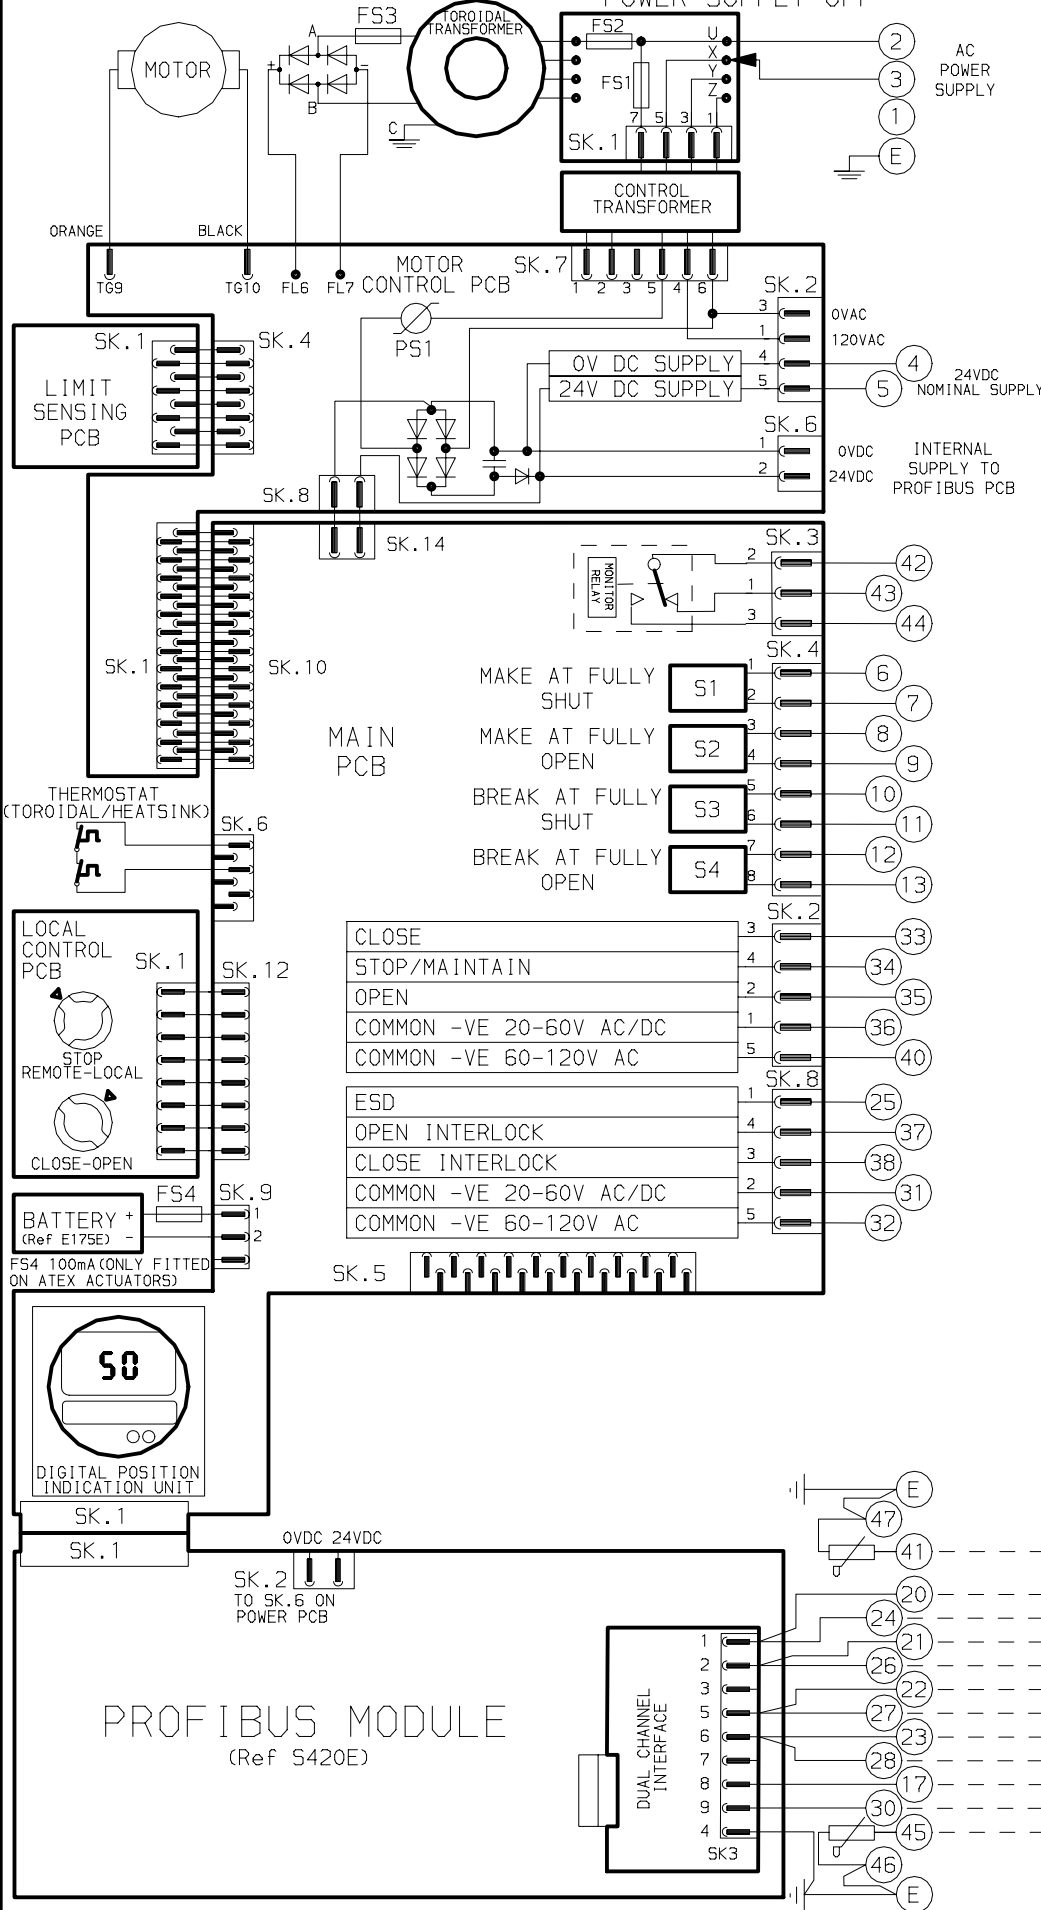 MOTOR
FS3
A
B
+
-
C
TOROIDAL
TRANSFORMER
FS2
FS1
U
X
Y
Z
7 5 3 1
SK.1
2
3
1
E
AC
POWER
SUPPLY
CONTROL
TRANSFORMER
ORANGE
BLACK
TG9
TG10
FL6
FL7
MOTOR
CONTROL PCB
SK.7
1 2 3 5 4 6
SK.2
3
0VAC
1
120VAC
PS1
0V DC SUPPLY
4
4
24V DC SUPPLY
5
5
24VDC
NOMINAL SUPPLY
SK.1
SK.4
LIMIT
SENSING
PCB
SK.6
1
0VDC
2
24VDC
INTERNAL
SUPPLY TO
PROFIBUS PCB
SK.8
SK.14
MONITOR
RELAY
SK.3
2
42
1
43
3
44
SK.1
SK.10
MAIN
PCB
SK.4
MAKE AT FULLY
SHUT
S1
1
6
2
7
MAKE AT FULLY
OPEN
S2
3
8
4
9
BREAK AT FULLY
SHUT
S3
5
10
6
11
BREAK AT FULLY
OPEN
S4
7
12
8
13
THERMOSTAT
(TOROIDAL/HEATSINK)
SK.6
LOCAL
CONTROL
PCB
SK.1
SK.12
STOP
REMOTE-LOCAL
CLOSE-OPEN
SK.2
CLOSE
3
33
STOP/MAINTAIN
4
34
OPEN
2
35
COMMON -VE 20-60V AC/DC
1
36
COMMON -VE 60-120V AC
5
40
SK.8
ESD
1
25
OPEN INTERLOCK
4
37
CLOSE INTERLOCK
3
38
COMMON -VE 20-60V AC/DC
2
31
COMMON -VE 60-120V AC
5
32
BATTERY
(Ref E175E)
+
-
FS4
SK.9
1
2
FS4 100mA(ONLY FITTED
ON ATEX ACTUATORS)
SK.5
50
DIGITAL POSITION
INDICATION UNIT
SK.1
SK.1
0VDC 24VDC
SK.2
TO SK.6 ON
POWER PCB
PROFIBUS MODULE
(Ref S420E)
DUAL CHANNEL
INTERFACE
1
2
3
5
6
7
8
9
4
SK3
E
47
41
U
20
24
21
26
22
27
23
28
17
30
45
U
46
E